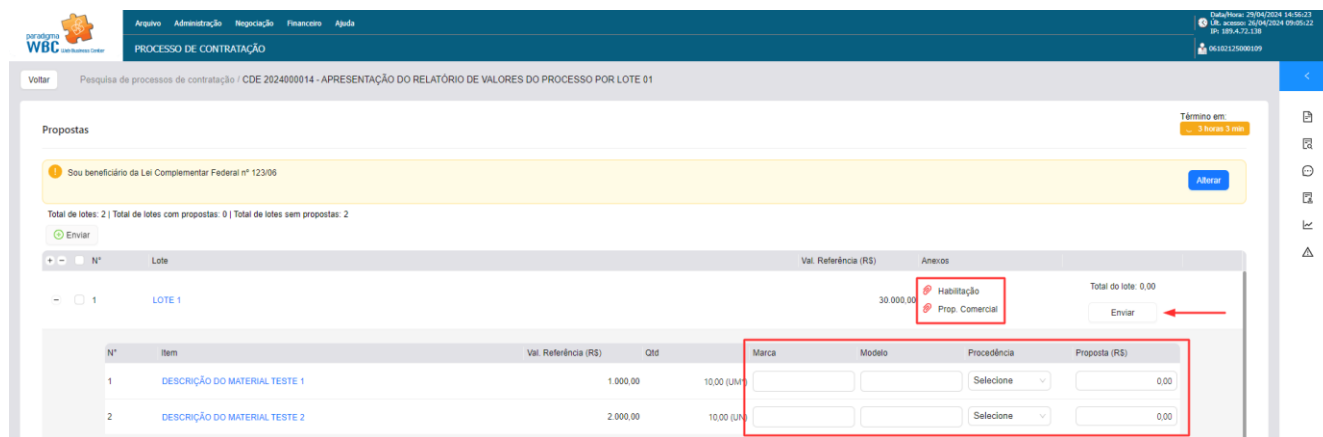 paradigma
WBC Web Business Center
Arquivo Administração Negociação Financeiro Ajuda
Data/Hora: 29/04/2024 14:56:23
Últ. acesso: 26/04/2024 09:05:22
IP: 189.4.72.138
PROCESSO DE CONTRATAÇÃO
06102125000109
Voltar Pesquisa de processos de contratação / CDE 2024000014 - APRESENTAÇÃO DO RELATÓRIO DE VALORES DO PROCESSO POR LOTE 01
Propostas
Término em:
3 horas 3 min
Sou beneficiário da Lei Complementar Federal nº 123/06
Alterar
Total de lotes: 2 | Total de lotes com propostas: 0 | Total de lotes sem propostas: 2
Enviar
N° Lote Val. Referência (R$) Anexos
1 LOTE 1 30.000,00
Habilitação
Prop. Comercial
Total do lote: 0,00
Enviar
N° Item Val. Referência (R$) Qtd Marca Modelo Procedência Proposta (R$)
1 DESCRIÇÃO DO MATERIAL TESTE 1 1.000,00 10,00 (UM*) Selecione 0,00
2 DESCRIÇÃO DO MATERIAL TESTE 2 2.000,00 10,00 (UN) Selecione 0,00